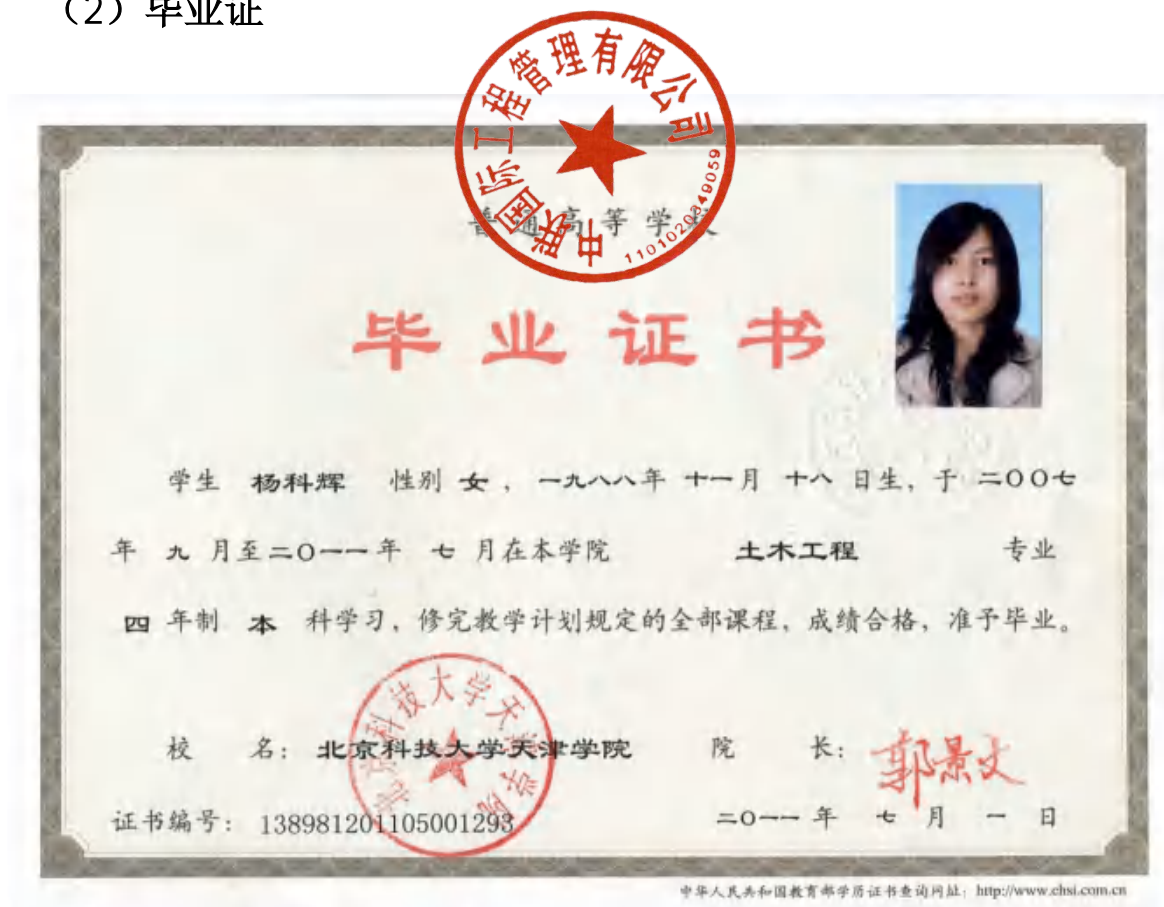 （2）毕业证
中联国际工程管理有限公司
1101020849059
普通高等学校
毕业证书
学生 杨科辉 性别 女 ，一九八八年 十一月 十八 日生，于 二〇〇七
年 九 月至二〇一一年 七 月在本学院 土木工程 专业
四 年制 本 科学习，修完教学计划规定的全部课程，成绩合格，准予毕业。
北京科技大学天津学院
校 名：北京科技大学天津学院 院 长：郭景文
证书编号：138981201105001293 二〇一一 年 七 月 一 日
中华人民共和国教育部学历证书查询网址：http://www.chsi.com.cn